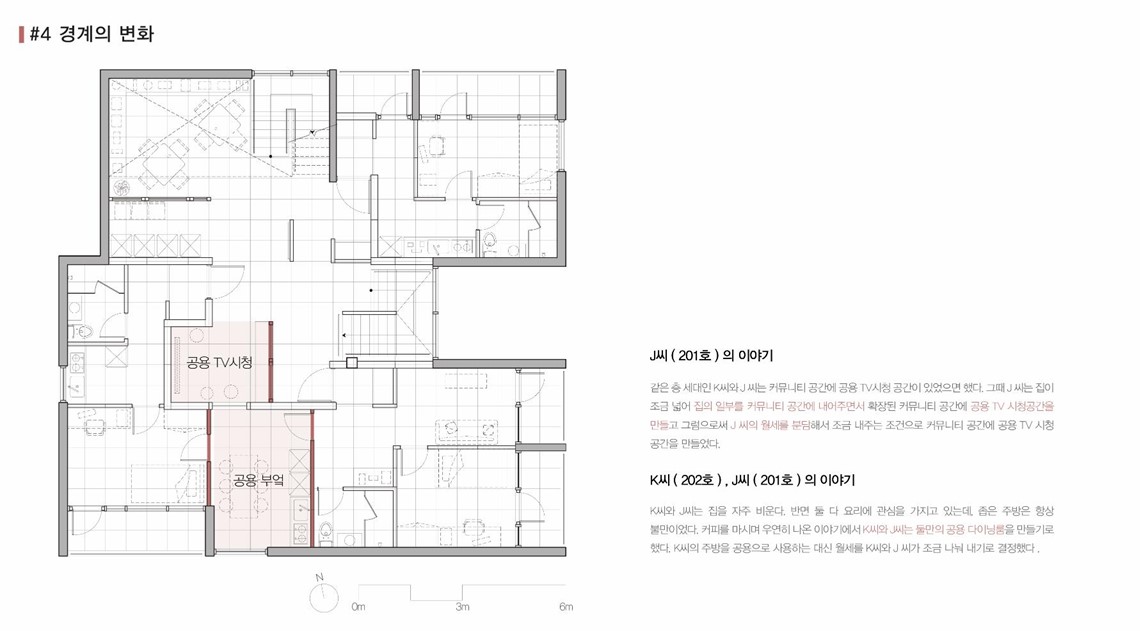 #4 경계의 변화
공용 TV시청
공용 부엌
N
0m
3m
6m
J씨 ( 201호 ) 의 이야기
같은 층 세대인 K씨와 J 씨는 커뮤니티 공간에 공용 TV시청 공간이 있었으면 했다. 그때 J 씨는 집이
조금 넓어 집의 일부를 커뮤니티 공간에 내어주면서 확장된 커뮤니티 공간에 공용 TV 시청공간을
만들고 그럼으로써 J 씨의 월세를 분담해서 조금 내주는 조건으로 커뮤니티 공간에 공용 TV 시청
공간을 만들었다.
K씨 ( 202호 ) , J씨 ( 201호 ) 의 이야기
K씨와 J씨는 집을 자주 비운다. 반면 둘 다 요리에 관심을 가지고 있는데, 좁은 주방은 항상
불만이었다. 커피를 마시며 우연히 나온 이야기에서 K씨와 J씨는 둘만의 공용 다이닝룸을 만들기로
했다. K씨의 주방을 공용으로 사용하는 대신 월세를 K씨와 J 씨가 조금 나눠 내기로 결정했다 .